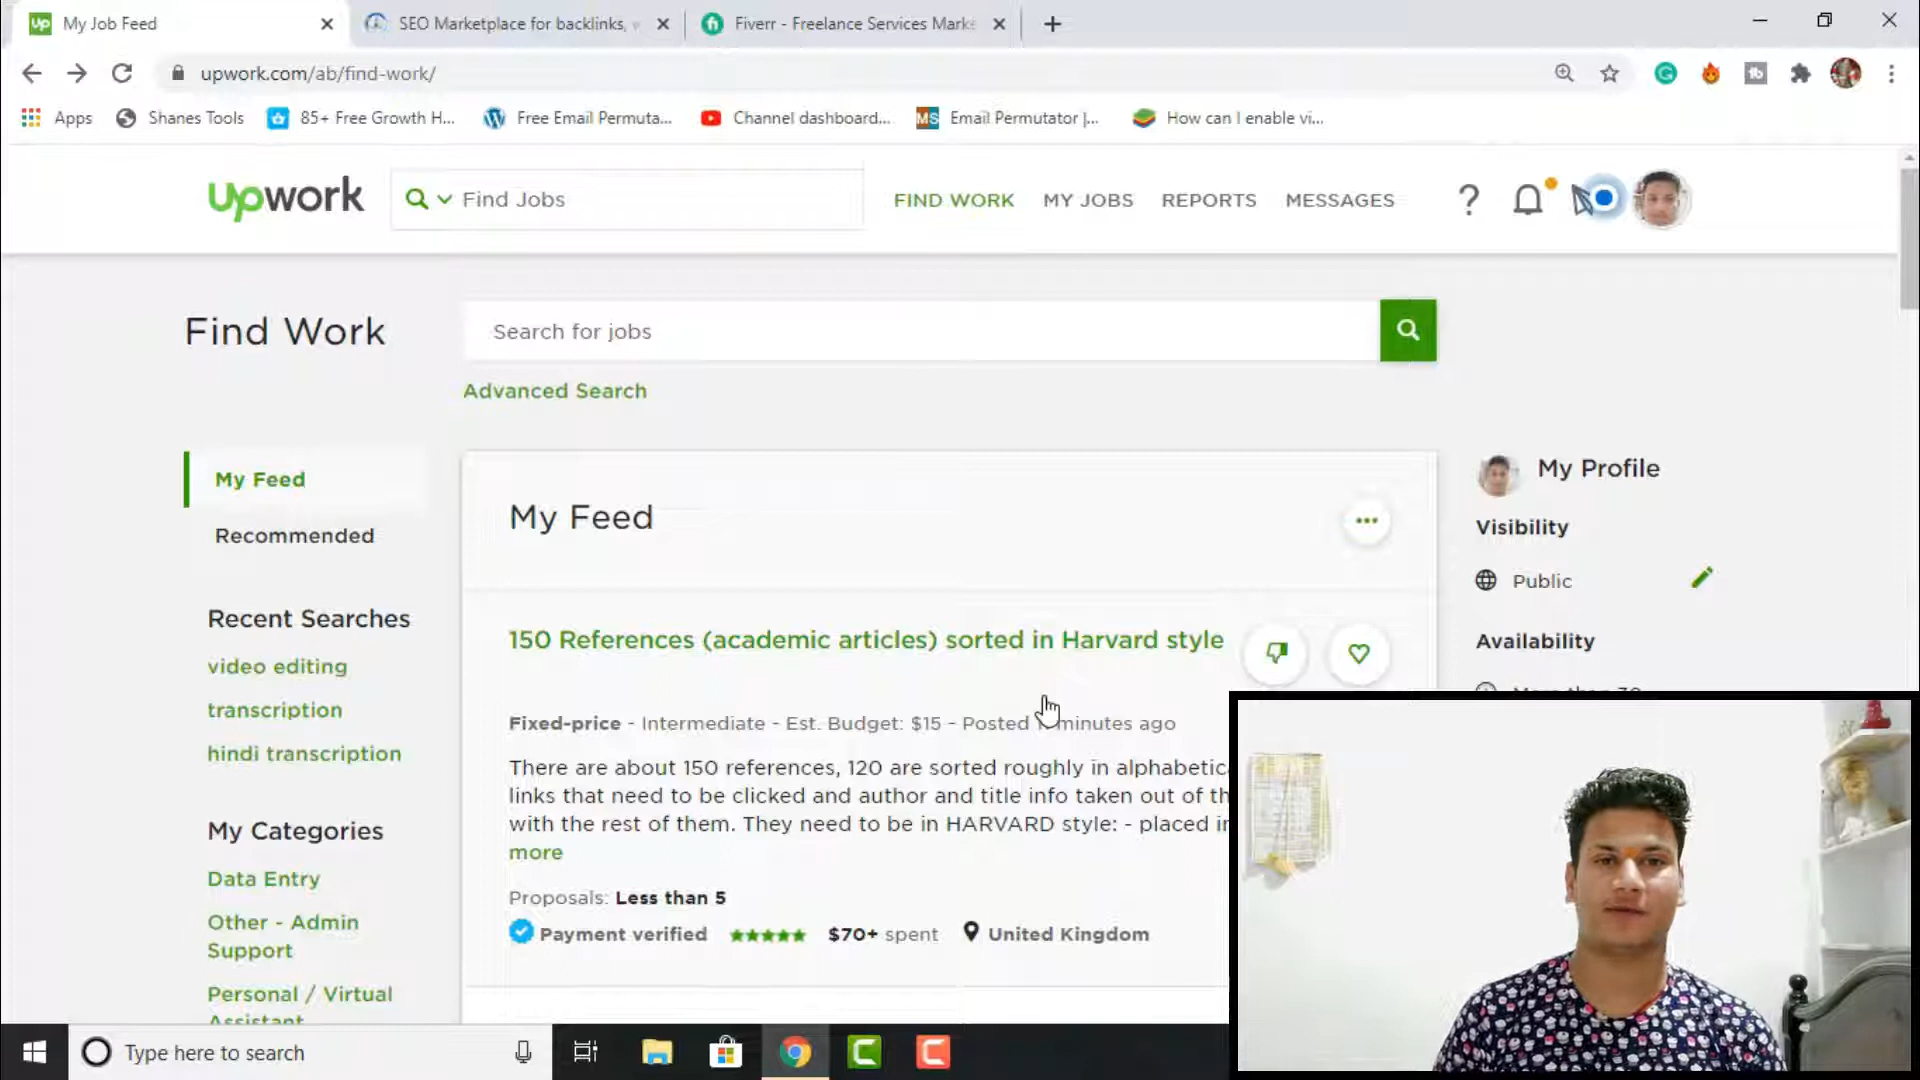 My Job Feed
SEO Marketplace for backlinks,
Fiverr - Freelance Services Mark
upwork.com/ab/find-work/
Apps
Shanes Tools
85+ Free Growth H...
Free Email Permuta...
Channel dashboard...
MS
Email Permutator |...
How can I enable vi...
upwork
Find Jobs
FIND WORK
MY JOBS
REPORTS
MESSAGES
Find Work
Search for jobs
Advanced Search
My Feed
Recommended
Recent Searches
video editing
transcription
hindi transcription
My Categories
Data Entry
Other - Admin
Support
Personal / Virtual
Assistant
My Feed
150 References (academic articles) sorted in Harvard style
Fixed-price - Intermediate - Est. Budget: $15 - Posted minutes ago
There are about 150 references, 120 are sorted roughly in alphabetic
links that need to be clicked and author and title info taken out of th
with the rest of them. They need to be in HARVARD style: - placed in
more
Proposals: Less than 5
Payment verified
$70+ spent
United Kingdom
My Profile
Visibility
Public
Availability
Type here to search